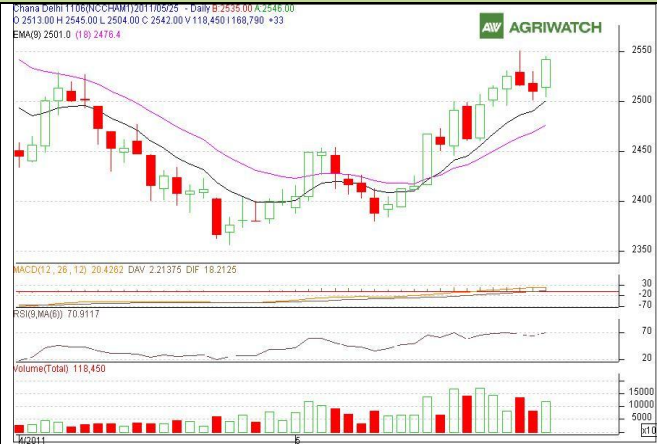 Chana Delhi 1106(NCCHAM1)2011/05/25 - Daily B:2535.00 A:2546.00
O 2513.00 H 2545.00 L 2504.00 C 2542.00 V 118,450 I 168,790 +33
EMA(9) 2501.0 (18) 2476.4
AW AGRIWATCH
2550
2500
2450
2400
2350
MACD(12, 26, 12) 20.4262 DAV 2.21375 DIF 18.2125
30
-20
-70
RSI(9,MA(6)) 70.9117
70
20
Volume(Total) 118,450
15000
10000
5000
x10
4/2011
5